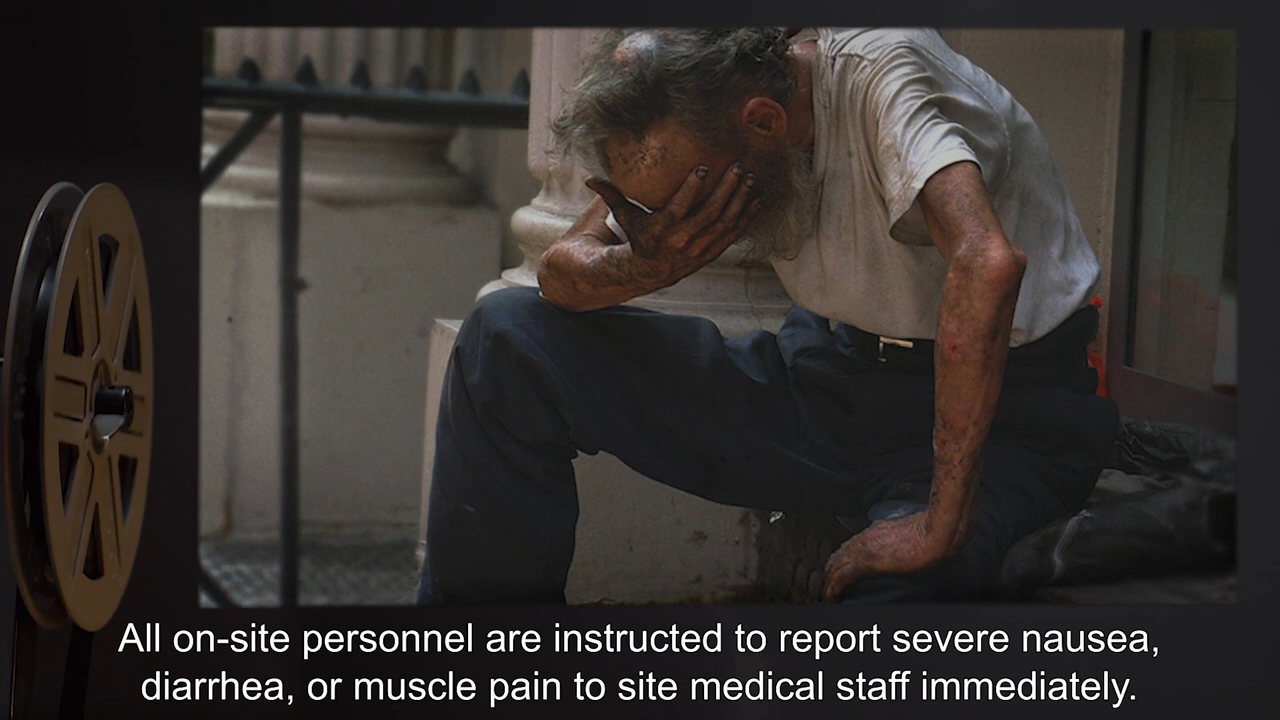 All on-site personnel are instructed to report severe nausea,
diarrhea, or muscle pain to site medical staff immediately.